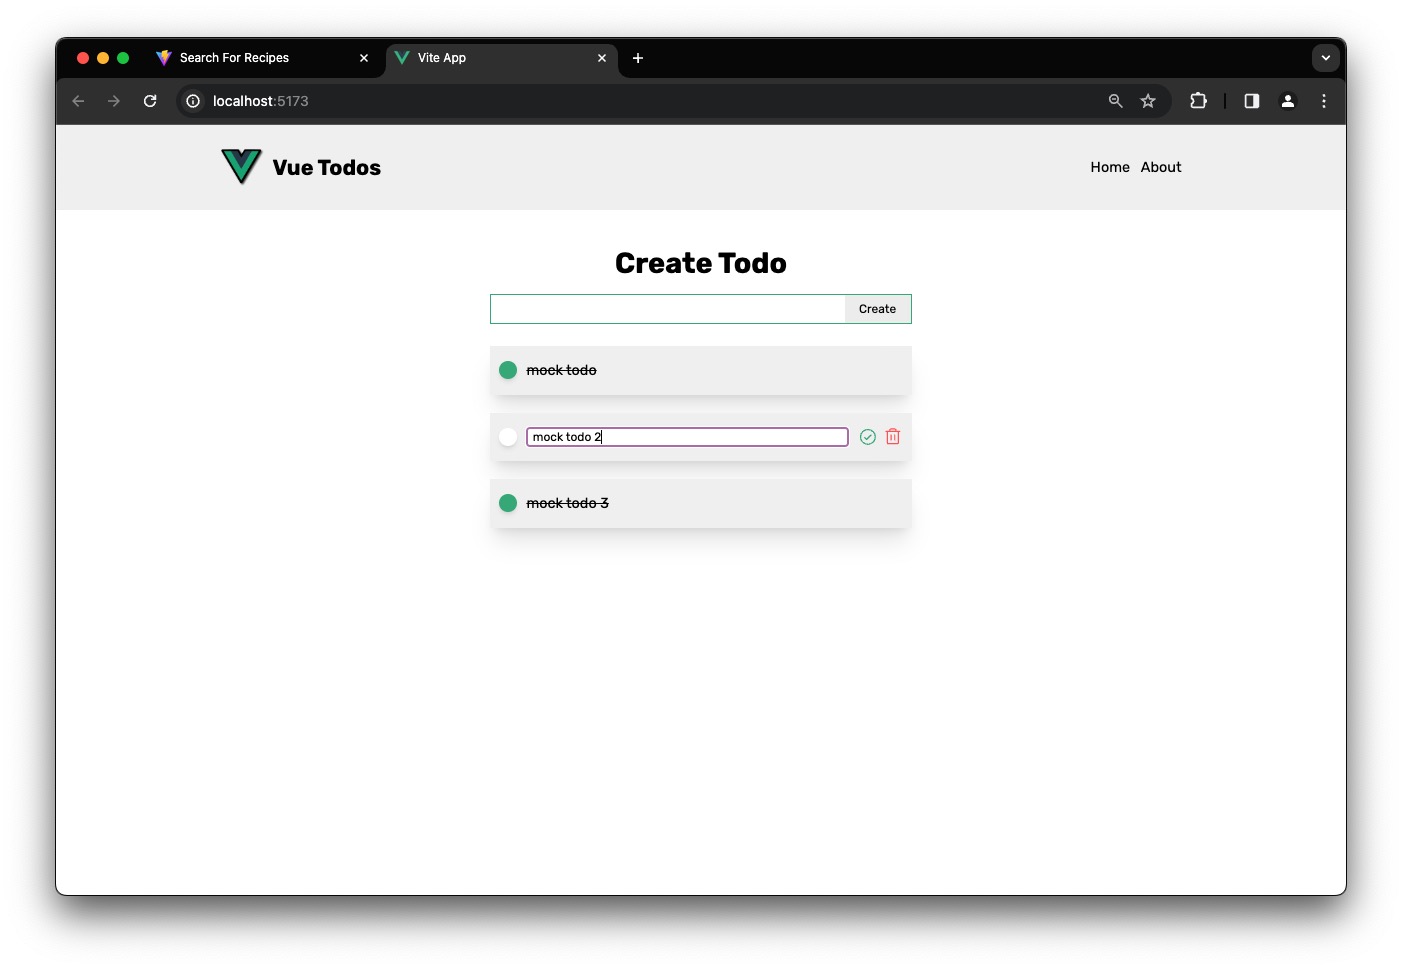 Search For Recipes
Vite App
localhost:5173
Vue Todos
Home About
Create Todo
Create
mock todo
mock todo 2
mock todo 3